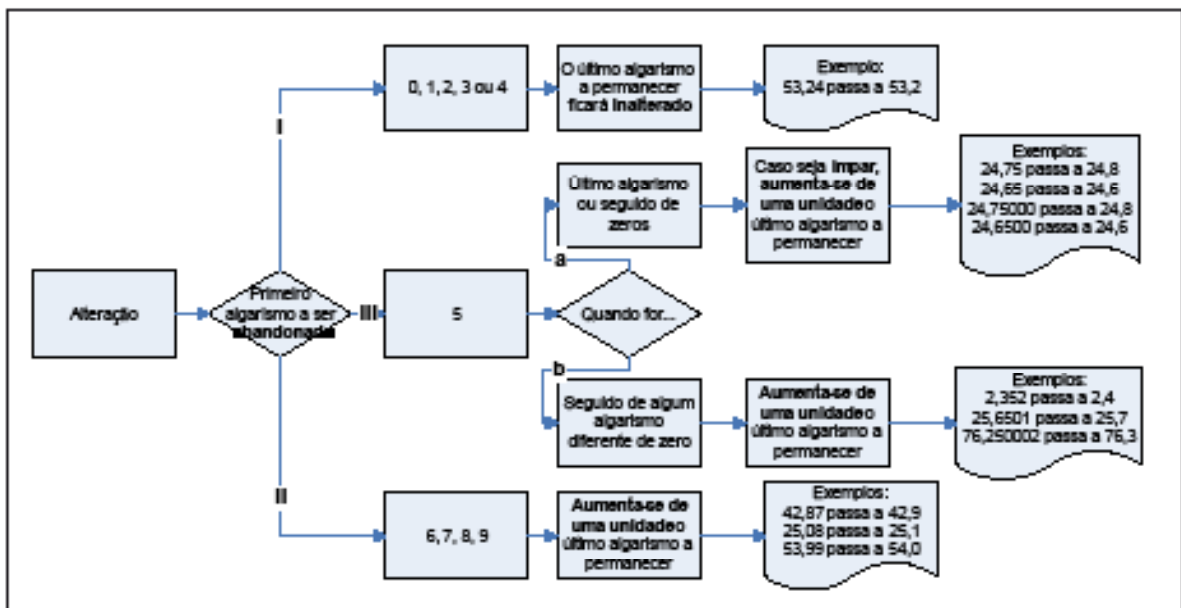 Alteração
Primeiro
algarismo a ser
abandonado
I
0, 1, 2, 3 ou 4
O último algarismo
a permanecer
ficará inalterado
Exemplo:
53,24 passa a 53,2
III
5
Quando for...
a
Último algarismo
ou seguido de
zeros
Caso seja ímpar,
aumenta-se de
uma unidade o
último algarismo a
permanecer
Exemplos:
24,75 passa a 24,8
24,65 passa a 24,6
24,75000 passa a 24,8
24,6500 passa a 24,6
b
Seguido de algum
algarismo
diferente de zero
Aumenta-se de
uma unidade o
último algarismo a
permanecer
Exemplos:
2,352 passa a 2,4
25,6501 passa a 25,7
76,250002 passa a 76,3
II
6, 7, 8, 9
Aumenta-se de
uma unidade o
último algarismo a
permanecer
Exemplos:
42,87 passa a 42,9
25,08 passa a 25,1
53,99 passa a 54,0